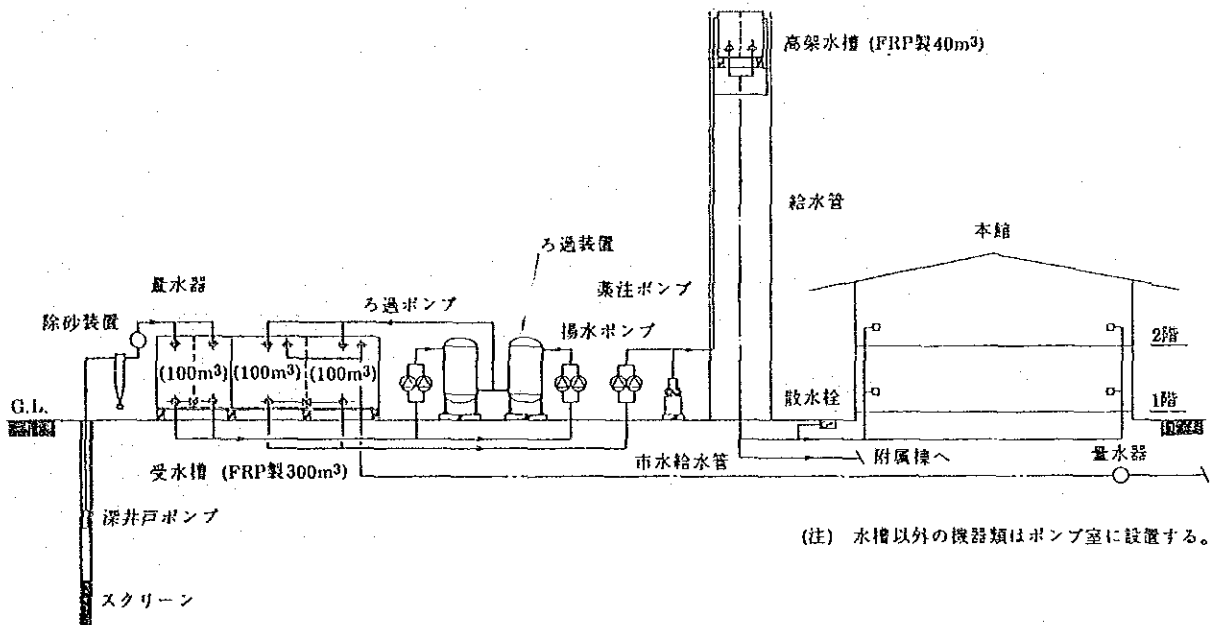 高架水槽 (FRP製40m³)
給水管
本館
ろ過装置
量水器
ろ過ポンプ
薬注ポンプ
除砂装置
揚水ポンプ
2階
(100m³)
(100m³)
(100m³)
G.L.
散水栓
1階
受水槽 (FRP製300m³)
市水給水管
附属棟へ
量水器
深井戸ポンプ
(注) 水槽以外の機器類はポンプ室に設置する。
スクリーン